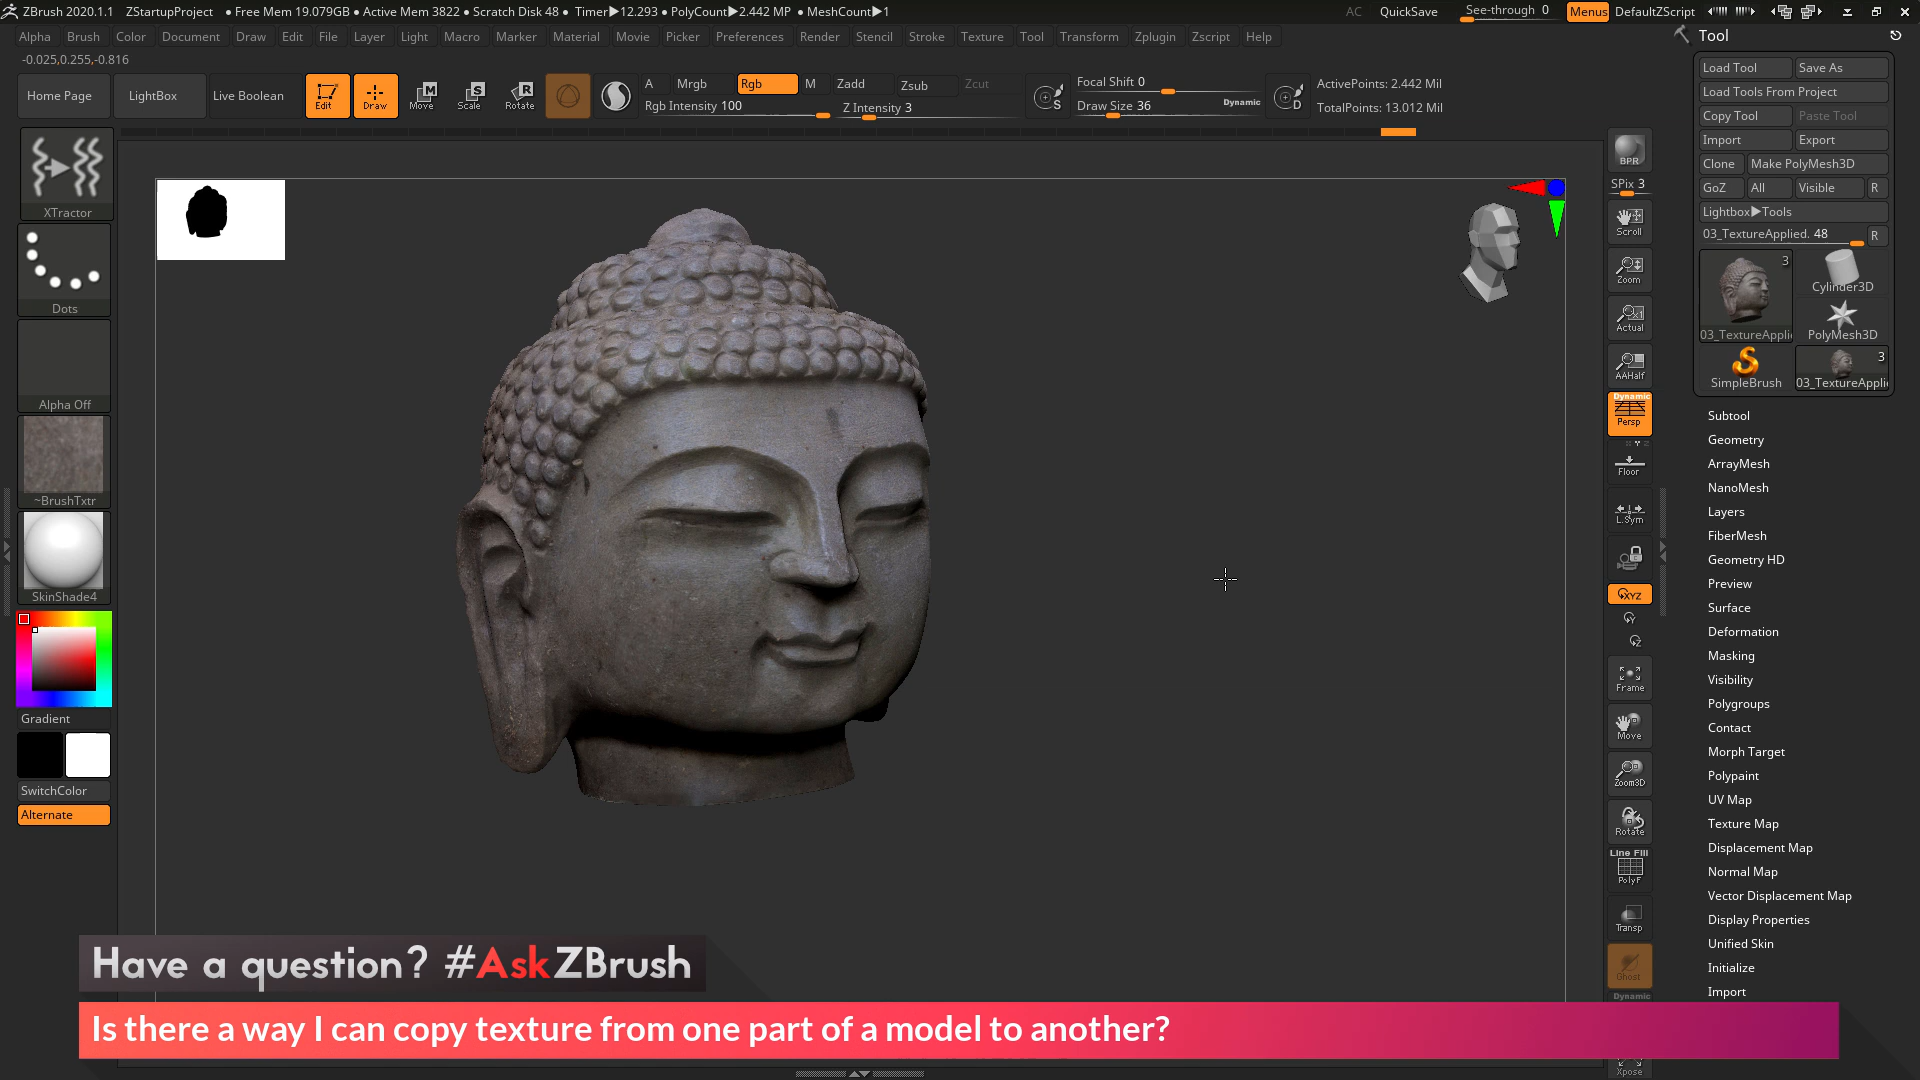 ZBrush 2020.1.1 ZStartupProject ● Free Mem 19.079GB ● Active Mem 3822 ● Scratch Disk 48 ● Timer▶12.293 ● PolyCount▶2.442 MP ● MeshCount▶1 AC QuickSave See-through 0 Menus DefaultZScript
Alpha Brush Color Document Draw Edit File Layer Light Macro Marker Material Movie Picker Preferences Render Stencil Stroke Texture Tool Transform Zplugin Zscript Help
-0.025,0.255,-0.816
Home Page LightBox Live Boolean Edit Draw Move Scale Rotate
A Mrgb Rgb M Zadd Zsub Zcut
Rgb Intensity 100 Z Intensity 3
S Focal Shift 0
Draw Size 36 Dynamic
D ActivePoints: 2.442 Mil
TotalPoints: 13.012 Mil
XTractor
Dots
Alpha Off
~BrushTxtr
SkinShade4
Gradient
SwitchColor
Alternate
BPR
SPix 3
Scroll
Zoom
Actual
AAHalf
Dynamic
Persp
Floor
L.Sym
XYZ
Y
Z
Frame
Move
Zoom3D
Rotate
Line Fill
PolyF
Transp
Ghost
Dynamic
Xpose
Tool
Load Tool Save As
Load Tools From Project
Copy Tool Paste Tool
Import Export
Clone Make PolyMesh3D
GoZ All Visible R
Lightbox▶Tools
03_TextureApplied. 48 R
3
Cylinder3D
03_TextureAppli PolyMesh3D
3
SimpleBrush 03_TextureAppli
Subtool
Geometry
ArrayMesh
NanoMesh
Layers
FiberMesh
Geometry HD
Preview
Surface
Deformation
Masking
Visibility
Polygroups
Contact
Morph Target
Polypaint
UV Map
Texture Map
Displacement Map
Normal Map
Vector Displacement Map
Display Properties
Unified Skin
Initialize
Import
Have a question? #AskZBrush
Is there a way I can copy texture from one part of a model to another?